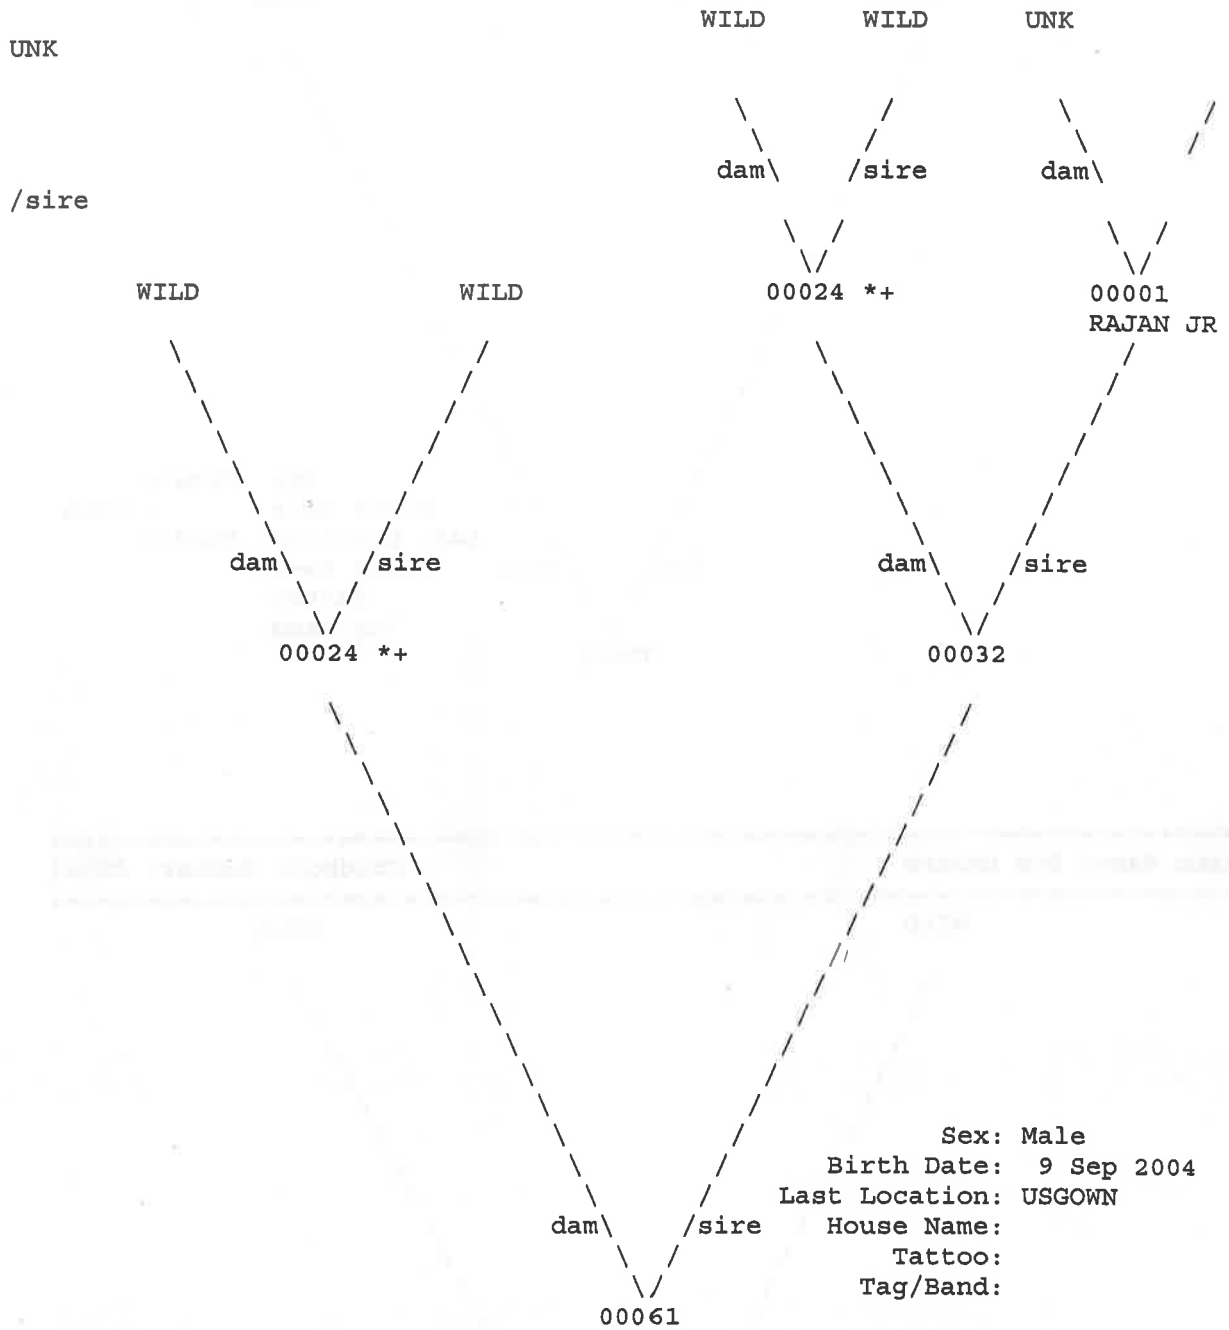 WILD WILD UNK
UNK
dam\ /sire dam\
/sire
WILD WILD 00024 *+ 00001
RAJAN JR
dam\ /sire dam\ /sire
00024 *+ 00032
Sex: Male
Birth Date: 9 Sep 2004
Last Location: USGOWN
dam\ /sire House Name:
Tattoo:
Tag/Band:
00061